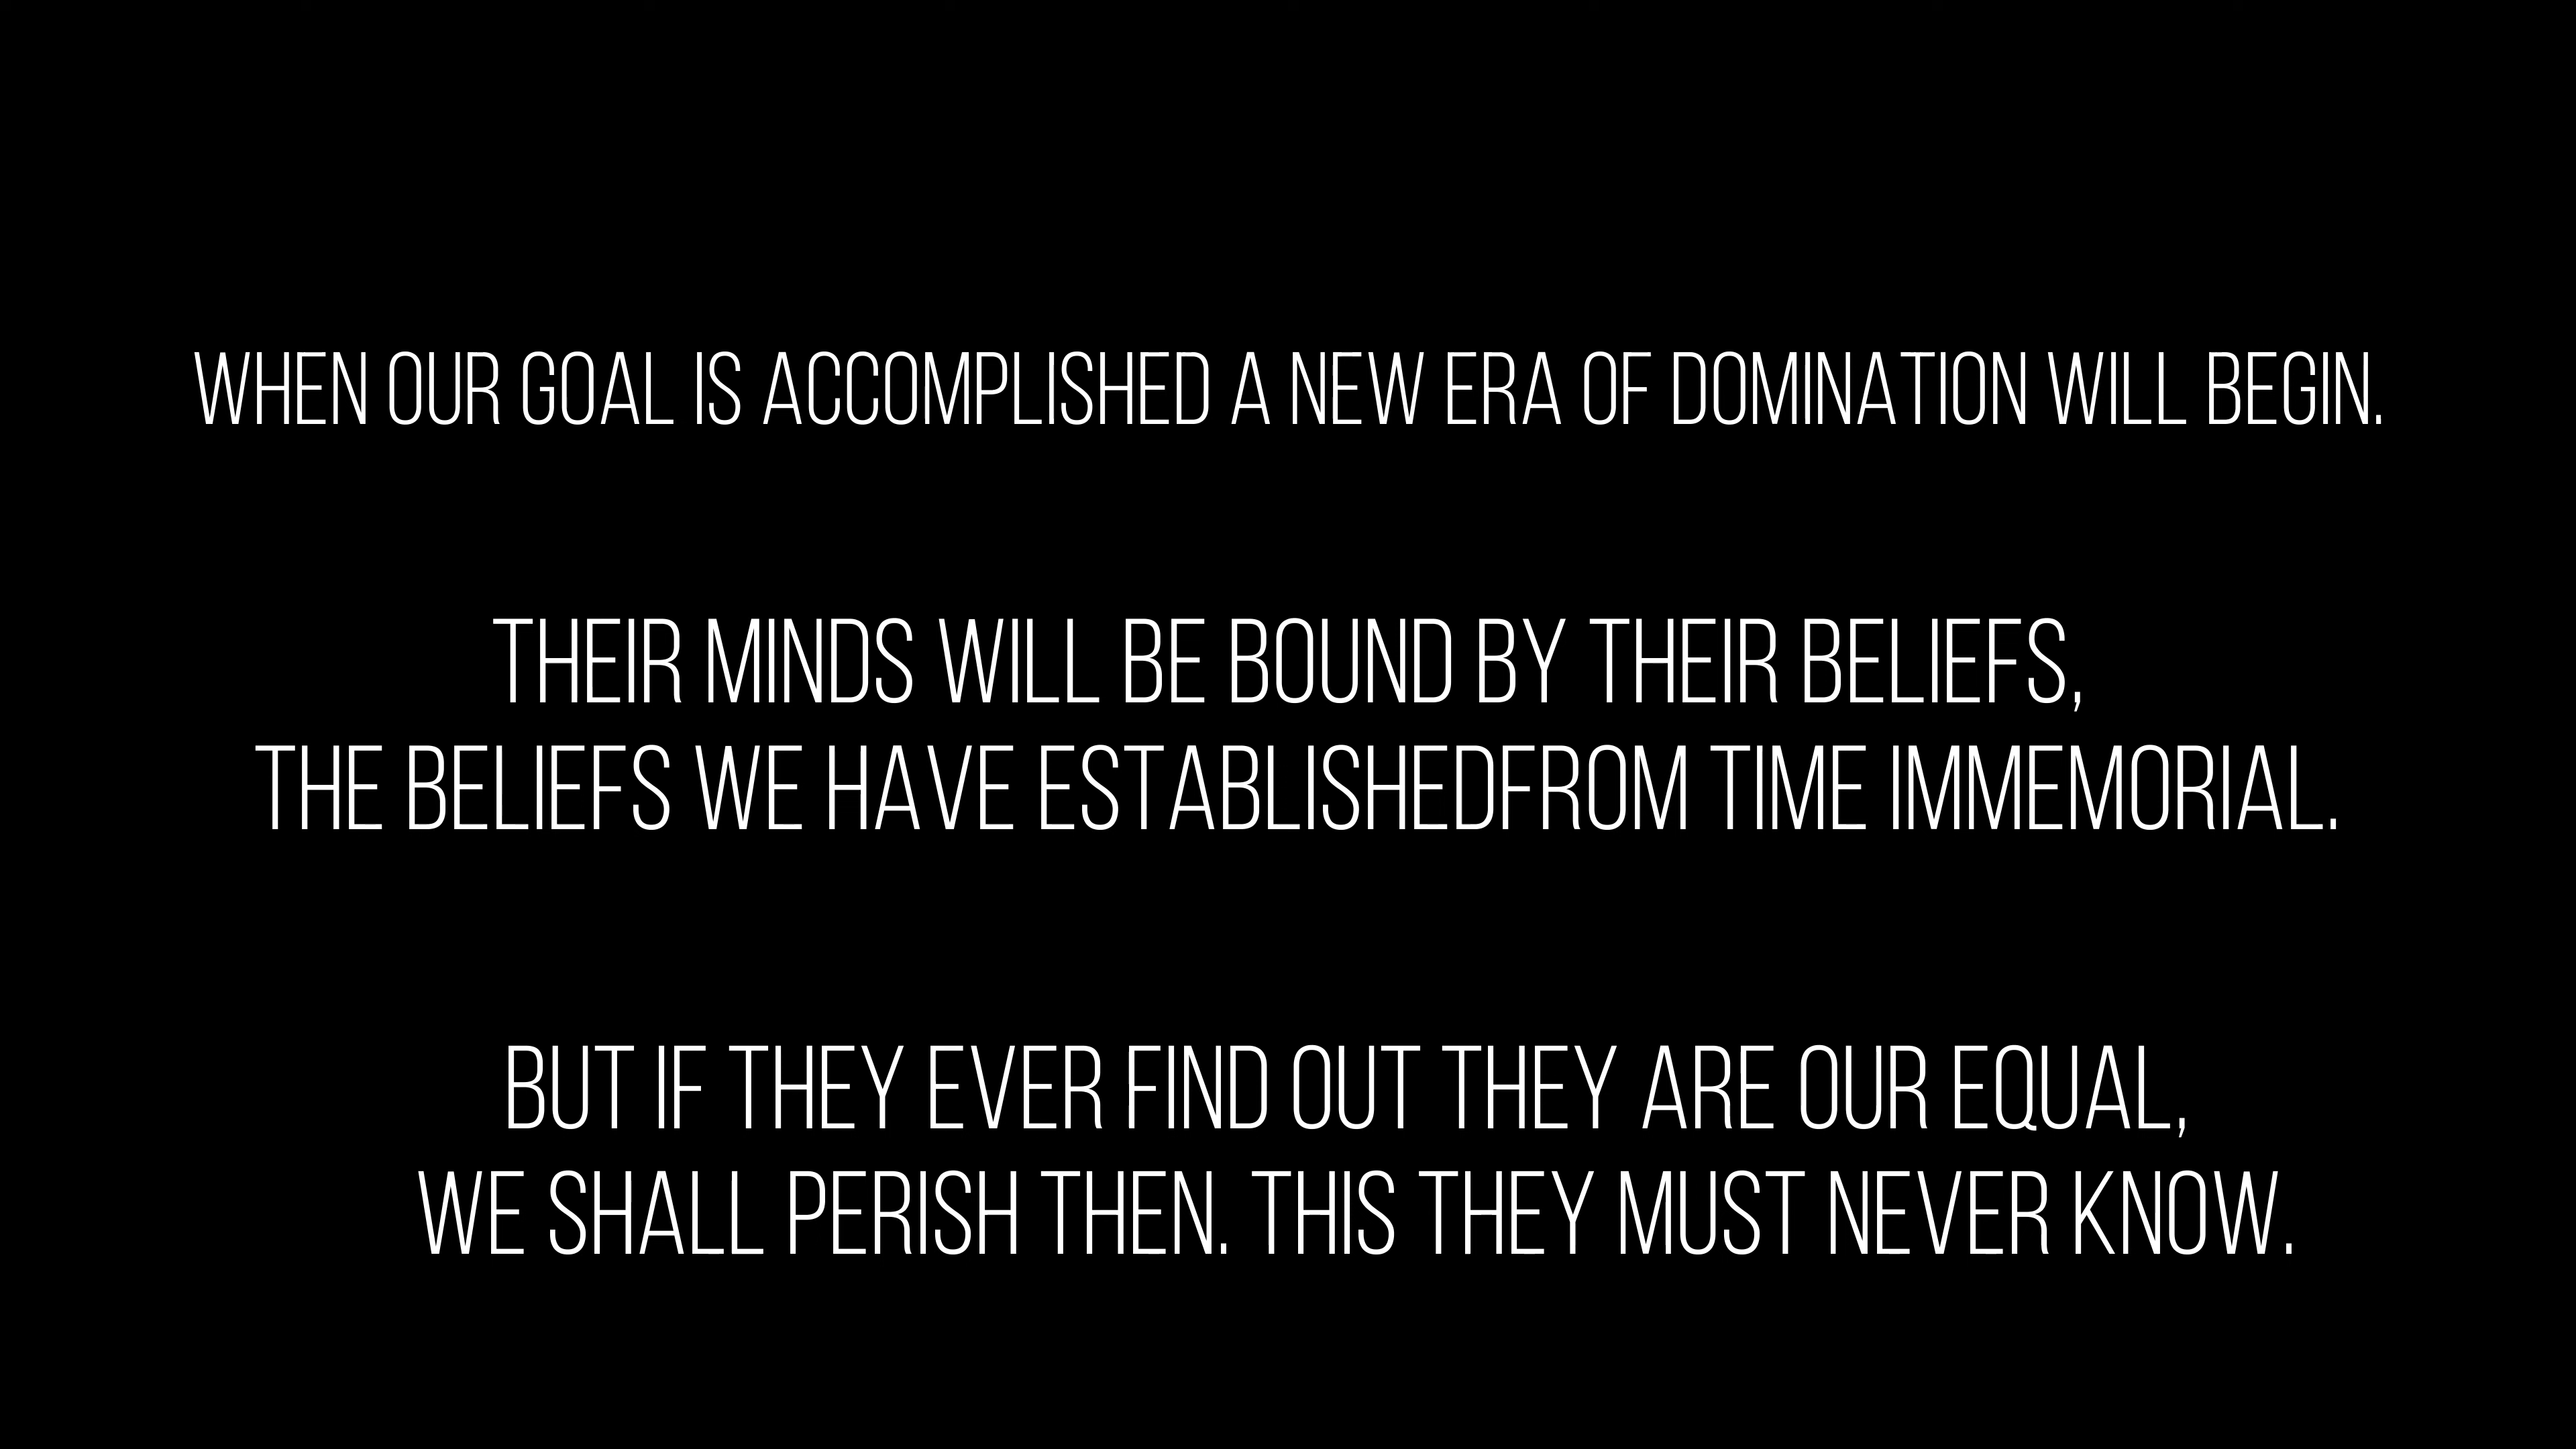 WHEN OUR GOAL IS ACCOMPLISHED A NEW ERA OF DOMINATION WILL BEGIN.
THEIR MINDS WILL BE BOUND BY THEIR BELIEFS,
THE BELIEFS WE HAVE ESTABLISHEDFROM TIME IMMEMORIAL.
BUT IF THEY EVER FIND OUT THEY ARE OUR EQUAL,
WE SHALL PERISH THEN. THIS THEY MUST NEVER KNOW.